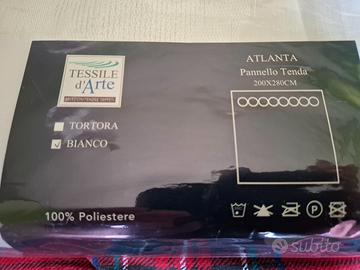 TESSILE
d'Arte
ATLANTA
Pannello Tenda
200X280CM
TORTORA
BIANCO
100% Poliestere
P
subito